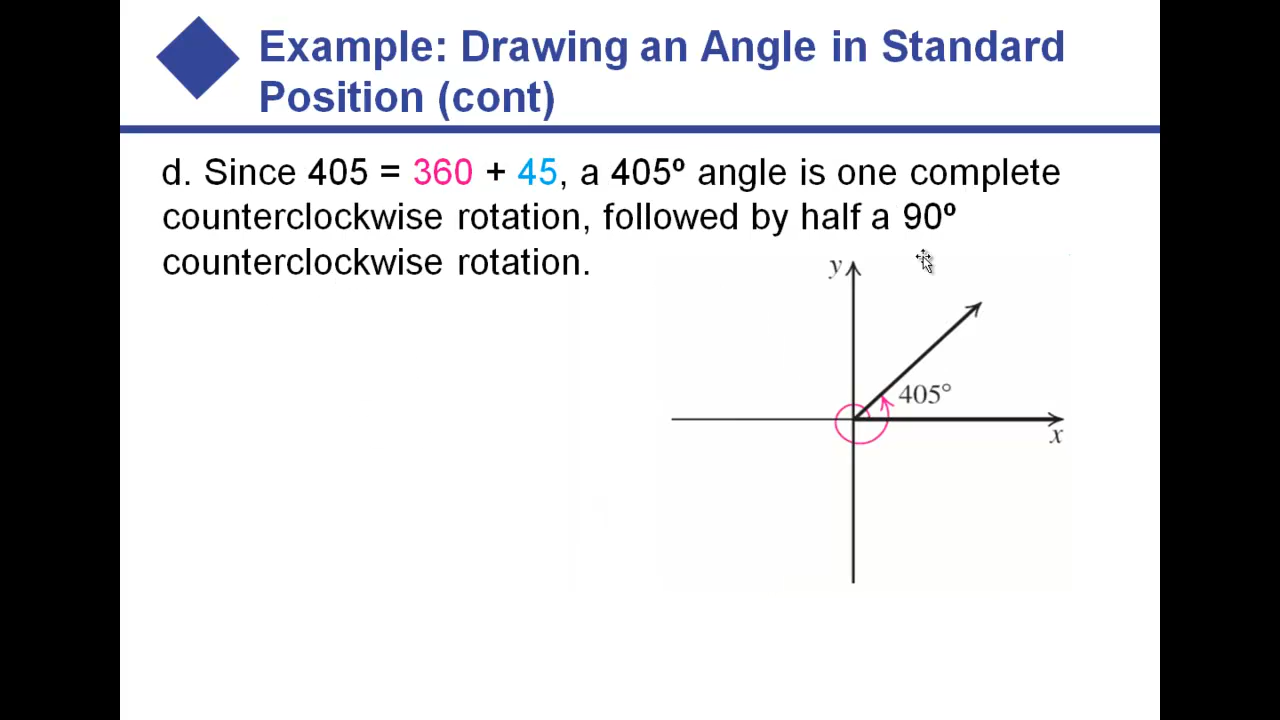 Example: Drawing an Angle in Standard
Position (cont)
d. Since 405 = 360 + 45, a 405º angle is one complete
counterclockwise rotation, followed by half a 90º
counterclockwise rotation.
y
405°
x